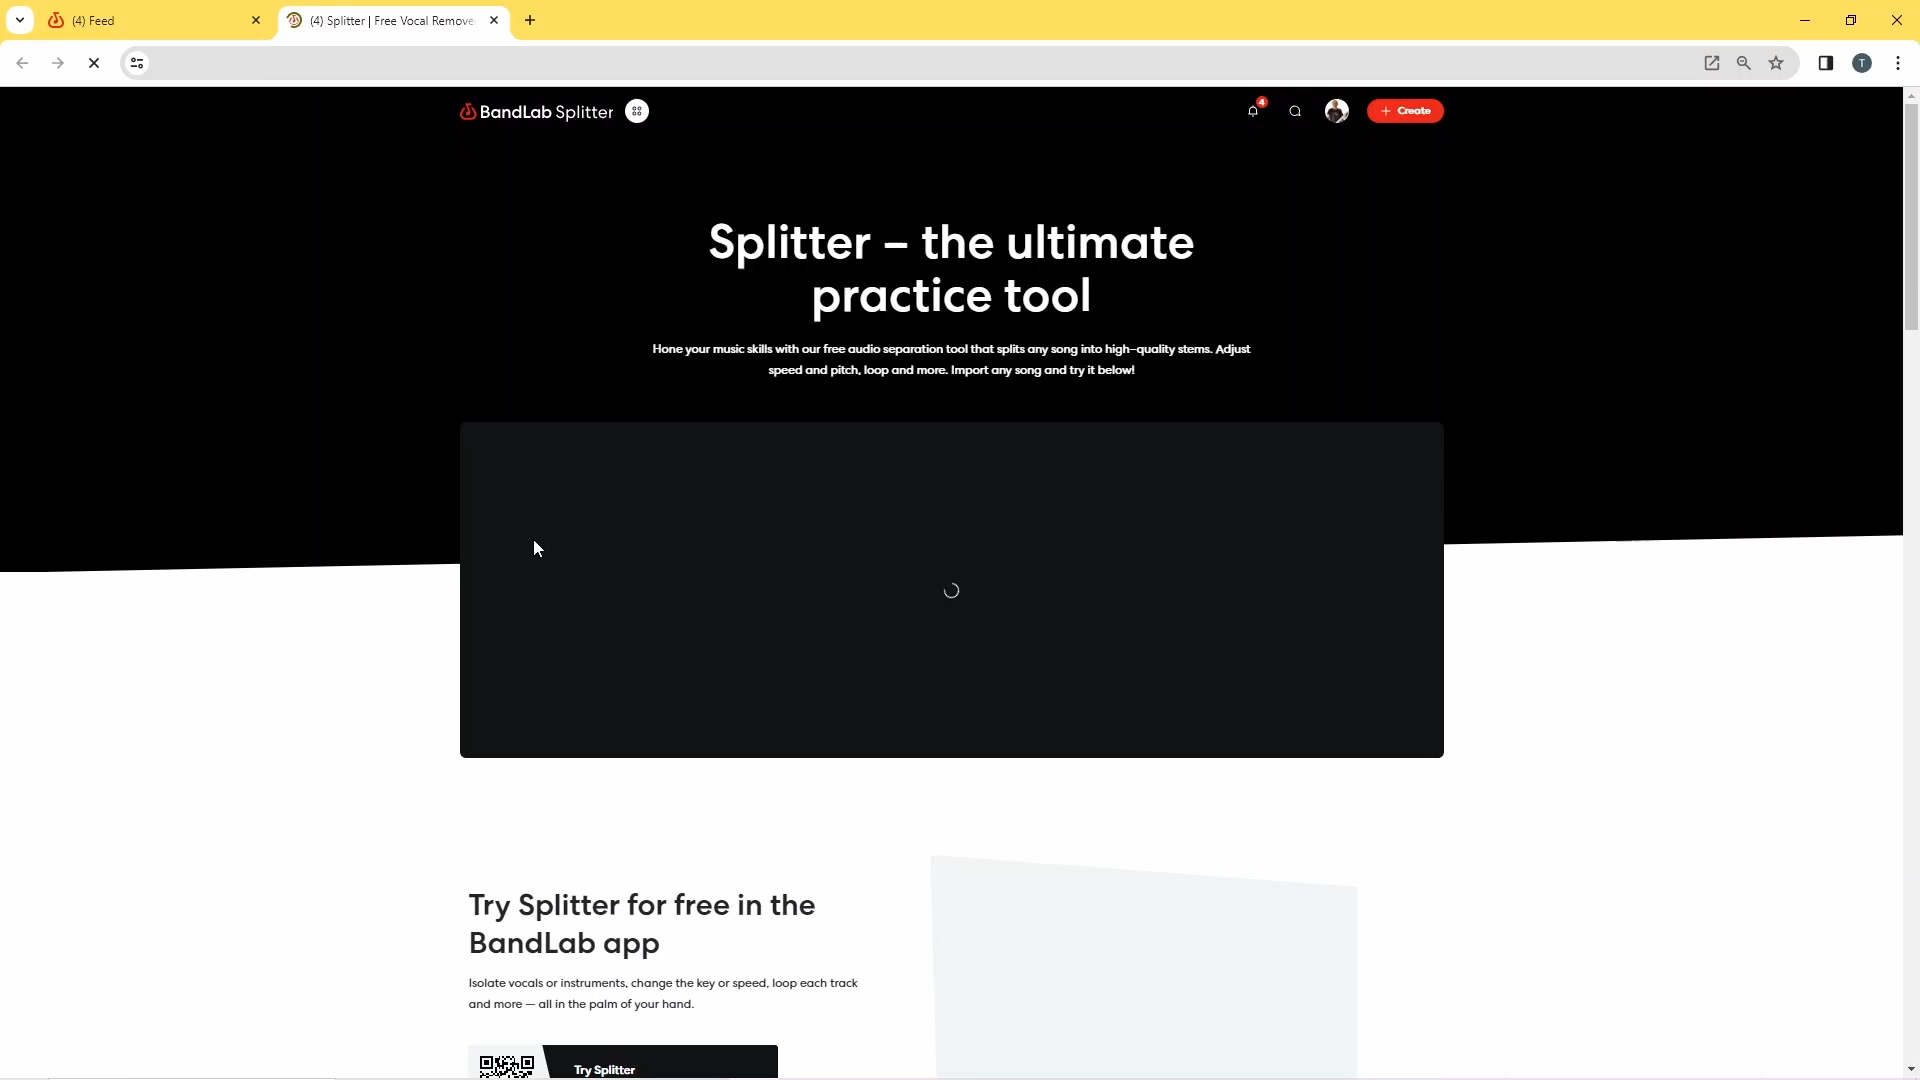 (4) Feed
(4) Splitter | Free Vocal Remove
T
BandLab Splitter
4
+ Create
Splitter – the ultimate
practice tool
Hone your music skills with our free audio separation tool that splits any song into high-quality stems. Adjust
speed and pitch, loop and more. Import any song and try it below!
Try Splitter for free in the
BandLab app
Isolate vocals or instruments, change the key or speed, loop each track
and more — all in the palm of your hand.
Try Splitter